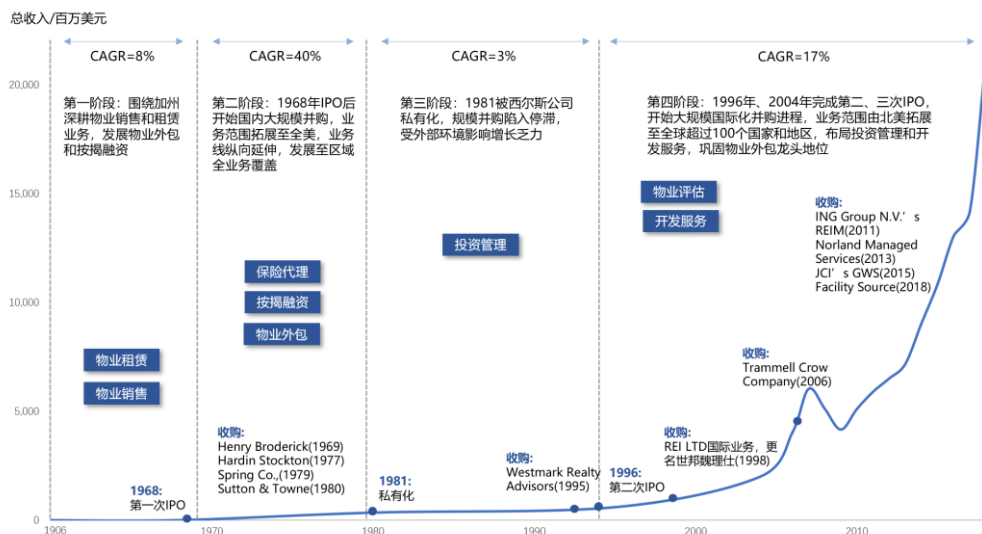 总收入/百万美元
CAGR=8%
CAGR=40%
CAGR=3%
CAGR=17%
20,000
15,000
10,000
5,000
0
第一阶段：围绕加州
深耕物业销售和租赁
业务，发展物业外包
和按揭融资
第二阶段：1968年IPO后
开始国内大规模并购，业
务范围拓展至全美，业务
线纵向延伸，发展至区域
全业务覆盖
第三阶段：1981被西尔斯公司
私有化，规模并购陷入停滞，
受外部环境影响增长乏力
第四阶段：1996年、2004年完成第二、三次IPO，
开始大规模国际化并购进程，业务范围由北美拓展
至全球超过100个国家和地区，布局投资管理和开
发服务，巩固物业外包龙头地位
物业租赁
物业销售
保险代理
按揭融资
物业外包
投资管理
物业评估
开发服务
1968:
第一次IPO
收购:
Henry Broderick(1969)
Hardin Stockton(1977)
Spring Co.,(1979)
Sutton & Towne(1980)
1981:
私有化
收购:
Westmark Realty
Advisors(1995)
1996:
第二次IPO
收购:
REI LTD国际业务，更
名世邦魏理仕(1998)
收购:
Trammell Crow
Company(2006)
收购:
ING Group N.V.’s
REIM(2011)
Norland Managed
Services(2013)
JCI’s GWS(2015)
Facility Source(2018)
1906
1970
1980
1990
2000
2010